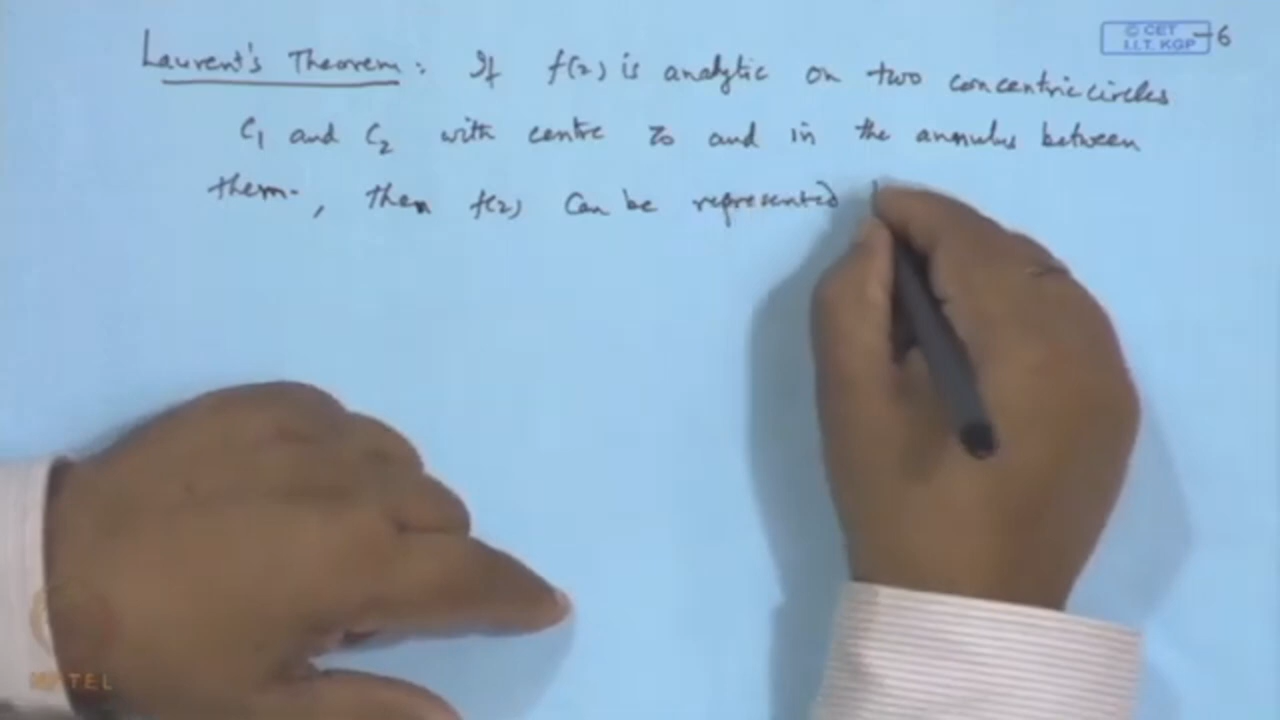 Laurent's Theorem: If f(z) is analytic on two concentric circles
C1 and C2 with centre z0 and in the annulus between
them, then f(z) can be represented
© CET
I.I.T. KGP
-6
NPTEL